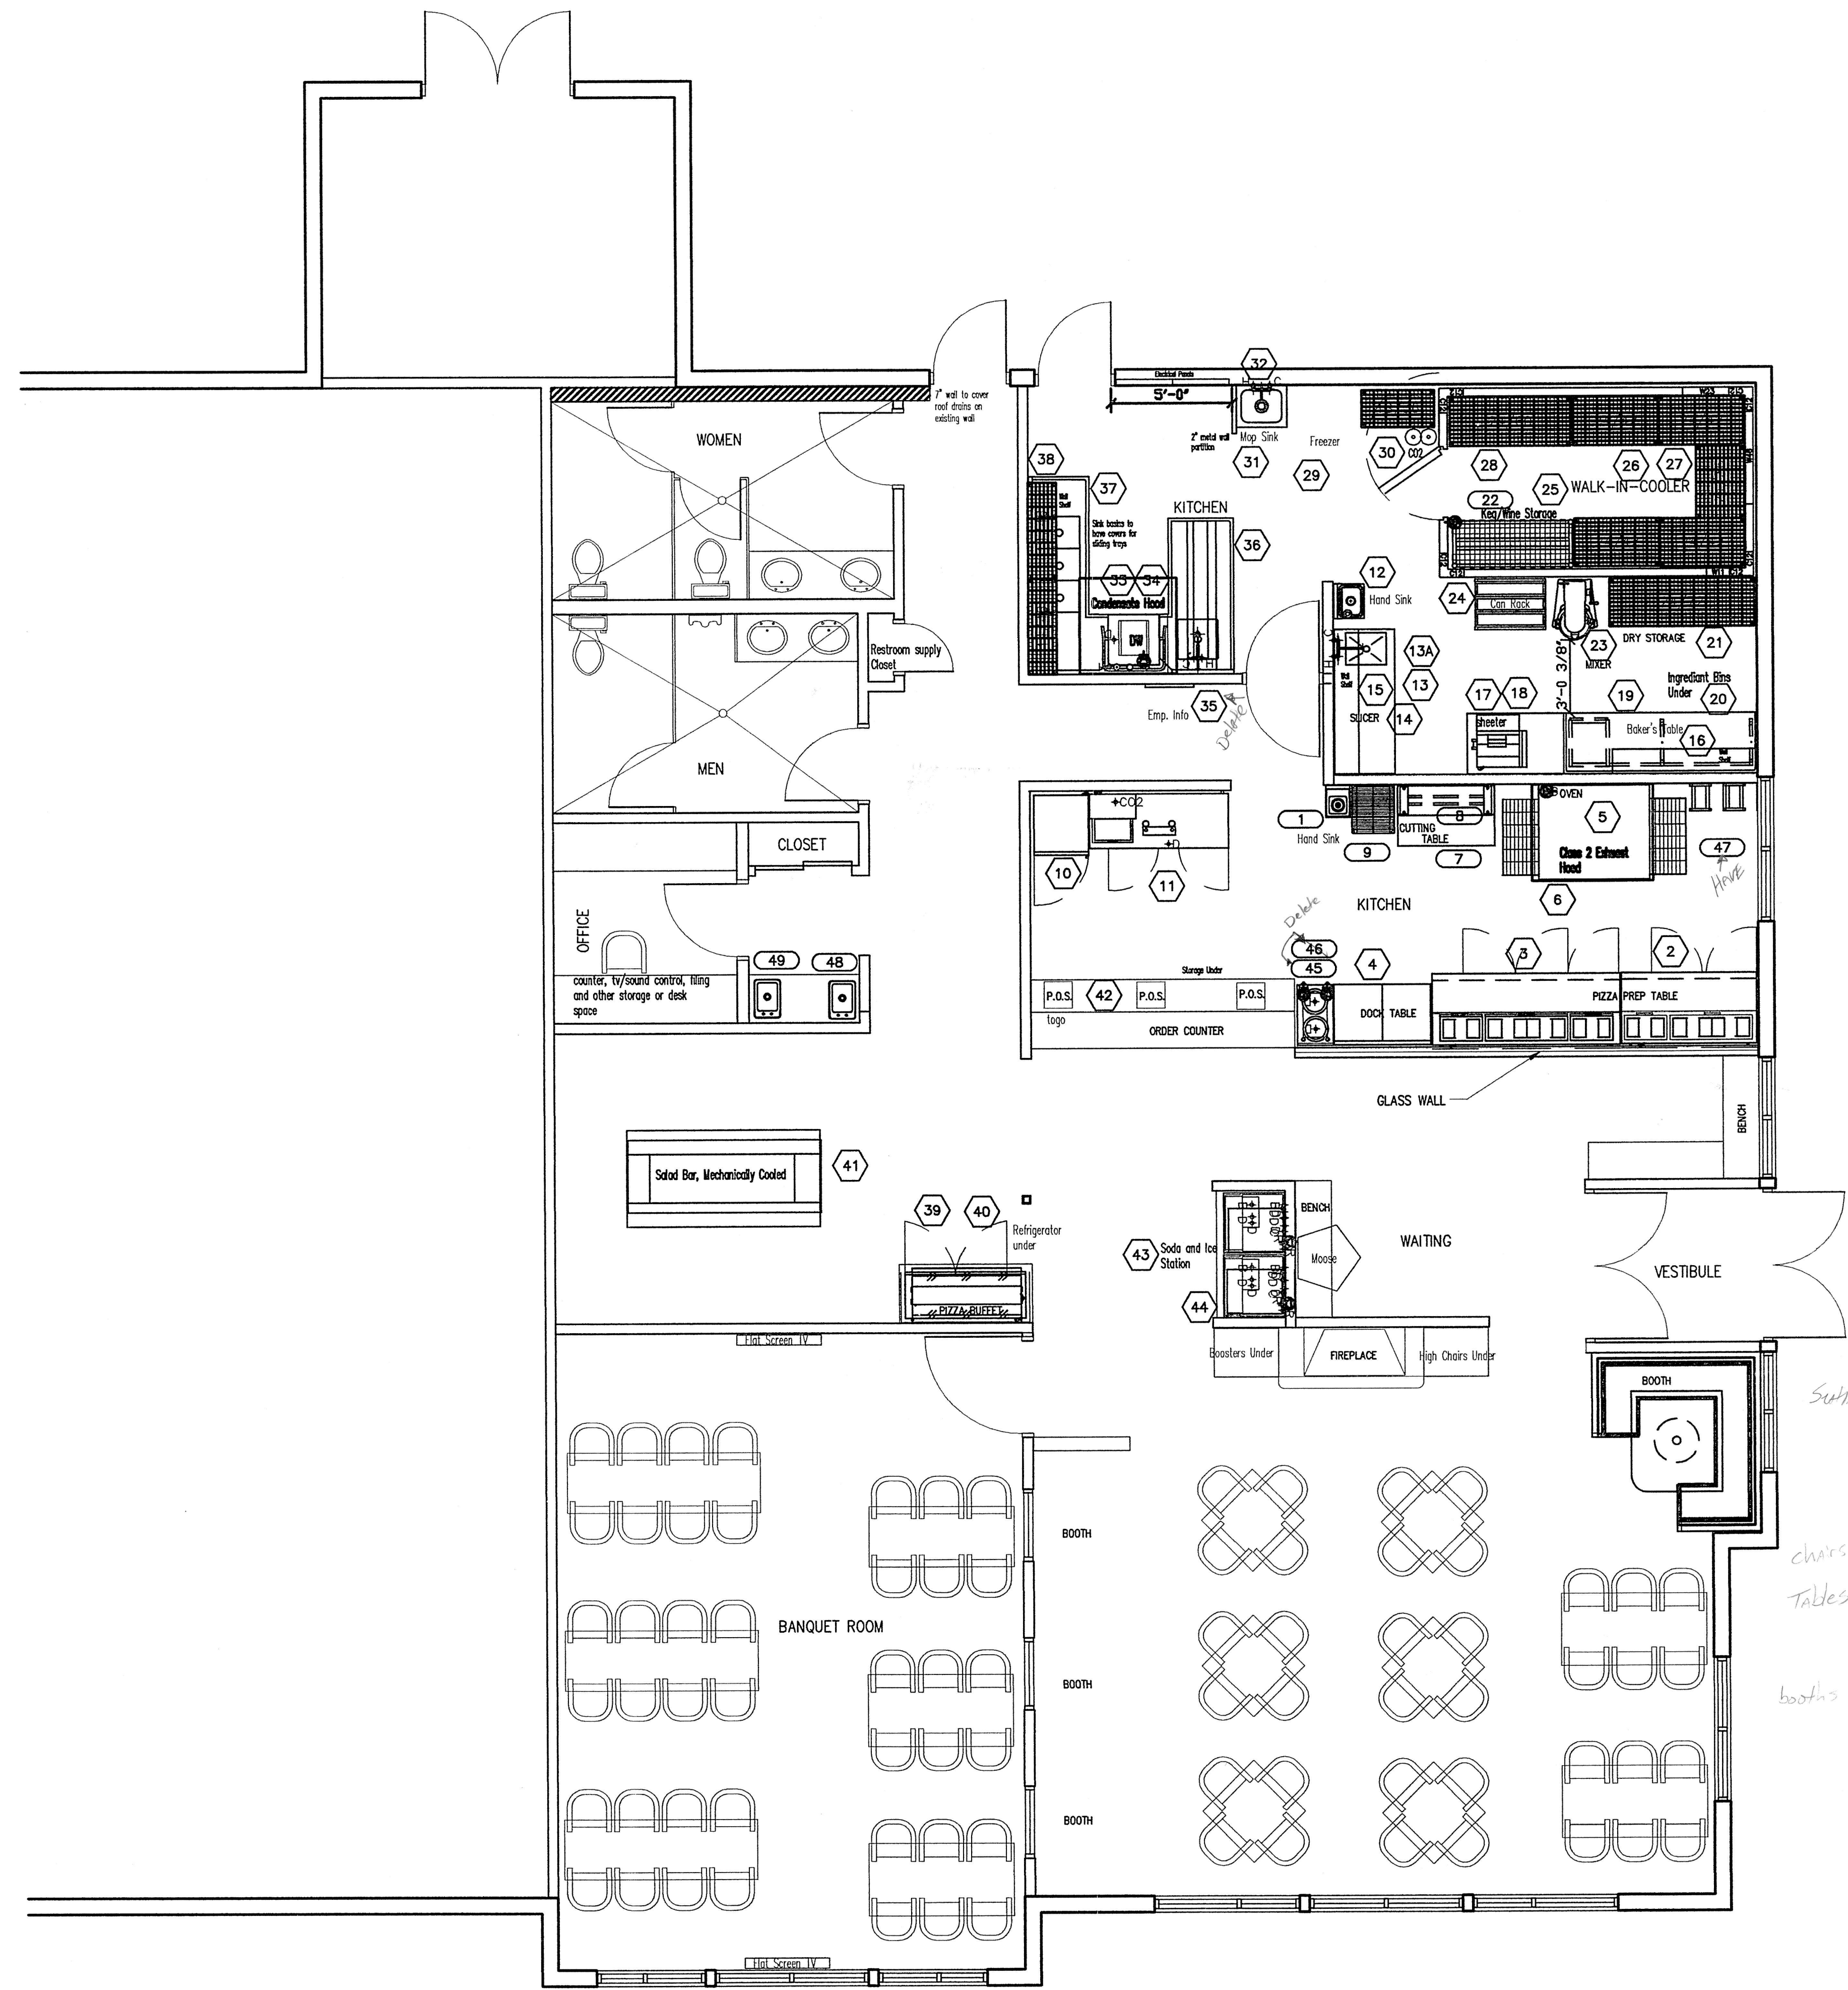 32
Electrical Panels
5'-0"
7" wall to cover
roof drains on
existing wall
WOMEN
2" metal wall
partition
Mop Sink
31
Freezer
29
30
CO2
28
26
27
25
WALK-IN-COOLER
22
Keg/Wine Storage
38
37
Wall
Shelf
Sink basins to
have covers for
sliding trays
KITCHEN
36
33
34
Condensate Hood
DW
12
Hand Sink
24
Can Rack
23
MIXER
DRY STORAGE
21
3'-0 3/8"
13A
13
Wall
Shelf
15
SLICER
14
17
18
sheeter
19
Ingrediant Bins
Under
20
Baker's Table
16
Wall
Shelf
Restroom supply
Closet
Emp. Info
35
Delete
MEN
CLOSET
OFFICE
49
48
counter, tv/sound control, filing
and other storage or desk
space
CO2
D
10
11
1
Hand Sink
9
8
CUTTING
TABLE
7
OVEN
5
Class 2 Exhaust
Hood
6
47
HAVE
KITCHEN
Delete
46
45
4
3
2
Storage Under
P.O.S.
42
P.O.S.
P.O.S.
togo
ORDER COUNTER
DOCK TABLE
PIZZA PREP TABLE
GLASS WALL
BENCH
Salad Bar, Mechanically Cooled
41
39
40
Refrigerator
under
PIZZA BUFFET
43
Soda and Ice
Station
44
BENCH
Moose
WAITING
VESTIBULE
Flat Screen TV
Boosters Under
FIREPLACE
High Chairs Under
BOOTH
BOOTH
chairs
Tables
BANQUET ROOM
BOOTH
booths
BOOTH
Flat Screen TV